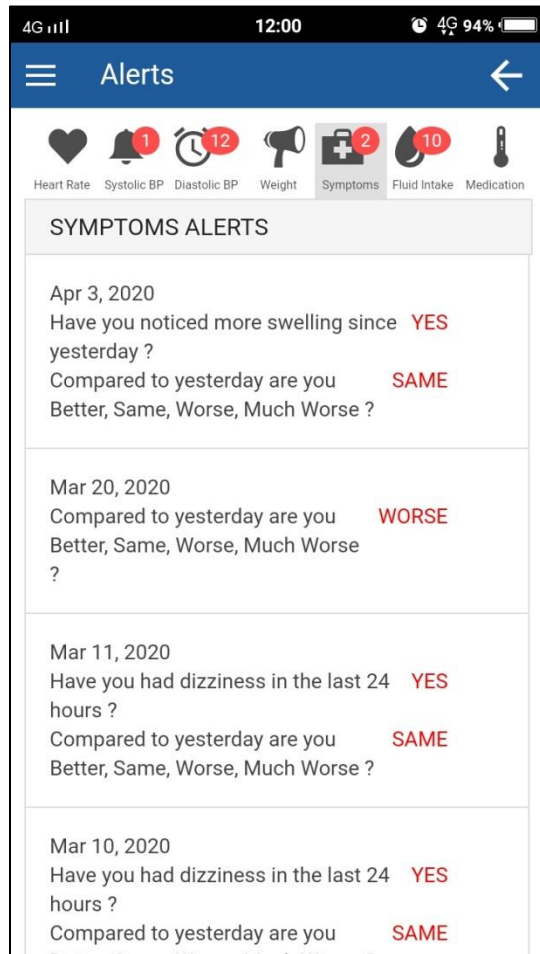 4G 12:00 4G 94%
Alerts
1 12 2 10
Heart Rate Systolic BP Diastolic BP Weight Symptoms Fluid Intake Medication
SYMPTOMS ALERTS
Apr 3, 2020
Have you noticed more swelling since YES
yesterday ?
Compared to yesterday are you SAME
Better, Same, Worse, Much Worse ?
Mar 20, 2020
Compared to yesterday are you WORSE
Better, Same, Worse, Much Worse
?
Mar 11, 2020
Have you had dizziness in the last 24 YES
hours ?
Compared to yesterday are you SAME
Better, Same, Worse, Much Worse ?
Mar 10, 2020
Have you had dizziness in the last 24 YES
hours ?
Compared to yesterday are you SAME